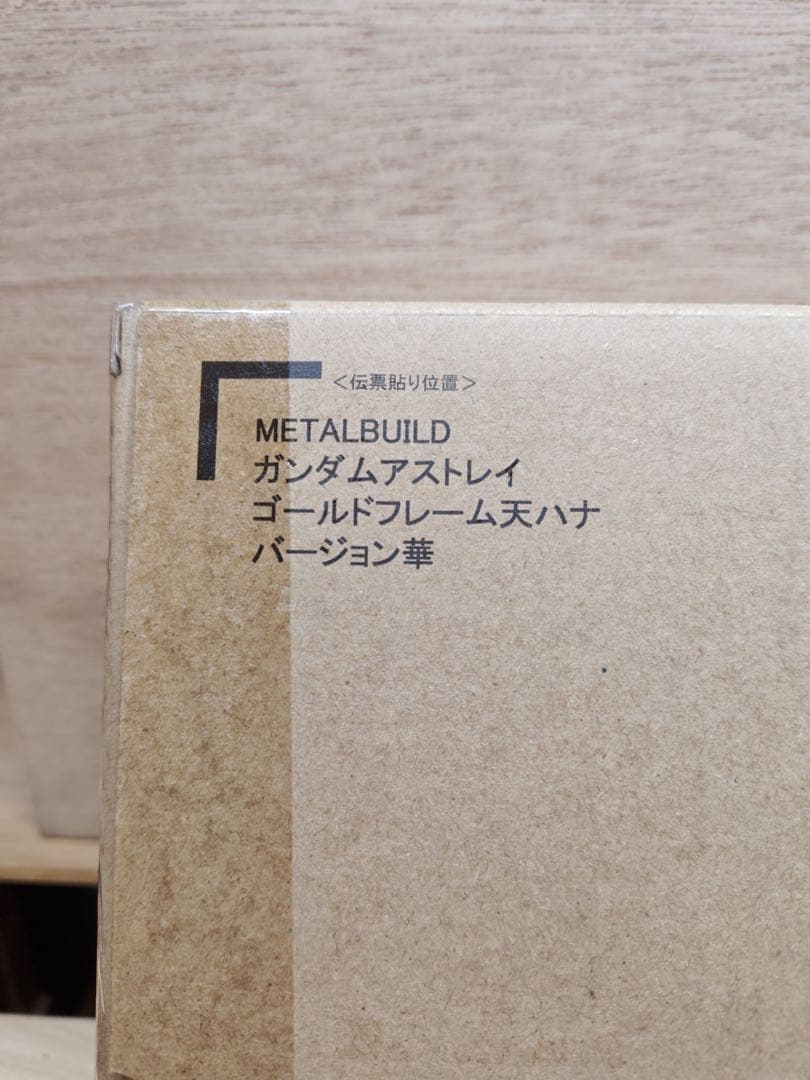 ＜伝票貼り位置＞
METALBUILD
ガンダムアストレイ
ゴールドフレーム天ハナ
バージョン華